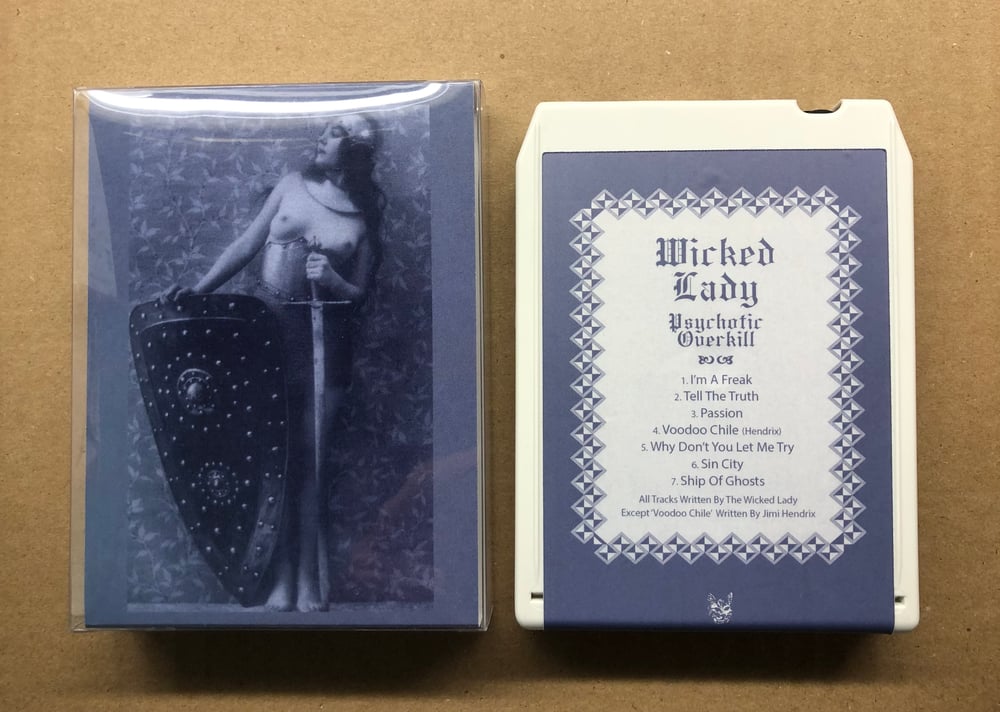 Wicked
Lady
Psychotic
Overkill
1. I'm A Freak
2. Tell The Truth
3. Passion
4. Voodoo Chile (Hendrix)
5. Why Don't You Let Me Try
6. Sin City
7. Ship Of Ghosts
All Tracks Written By The Wicked Lady
Except 'Voodoo Chile' Written By Jimi Hendrix